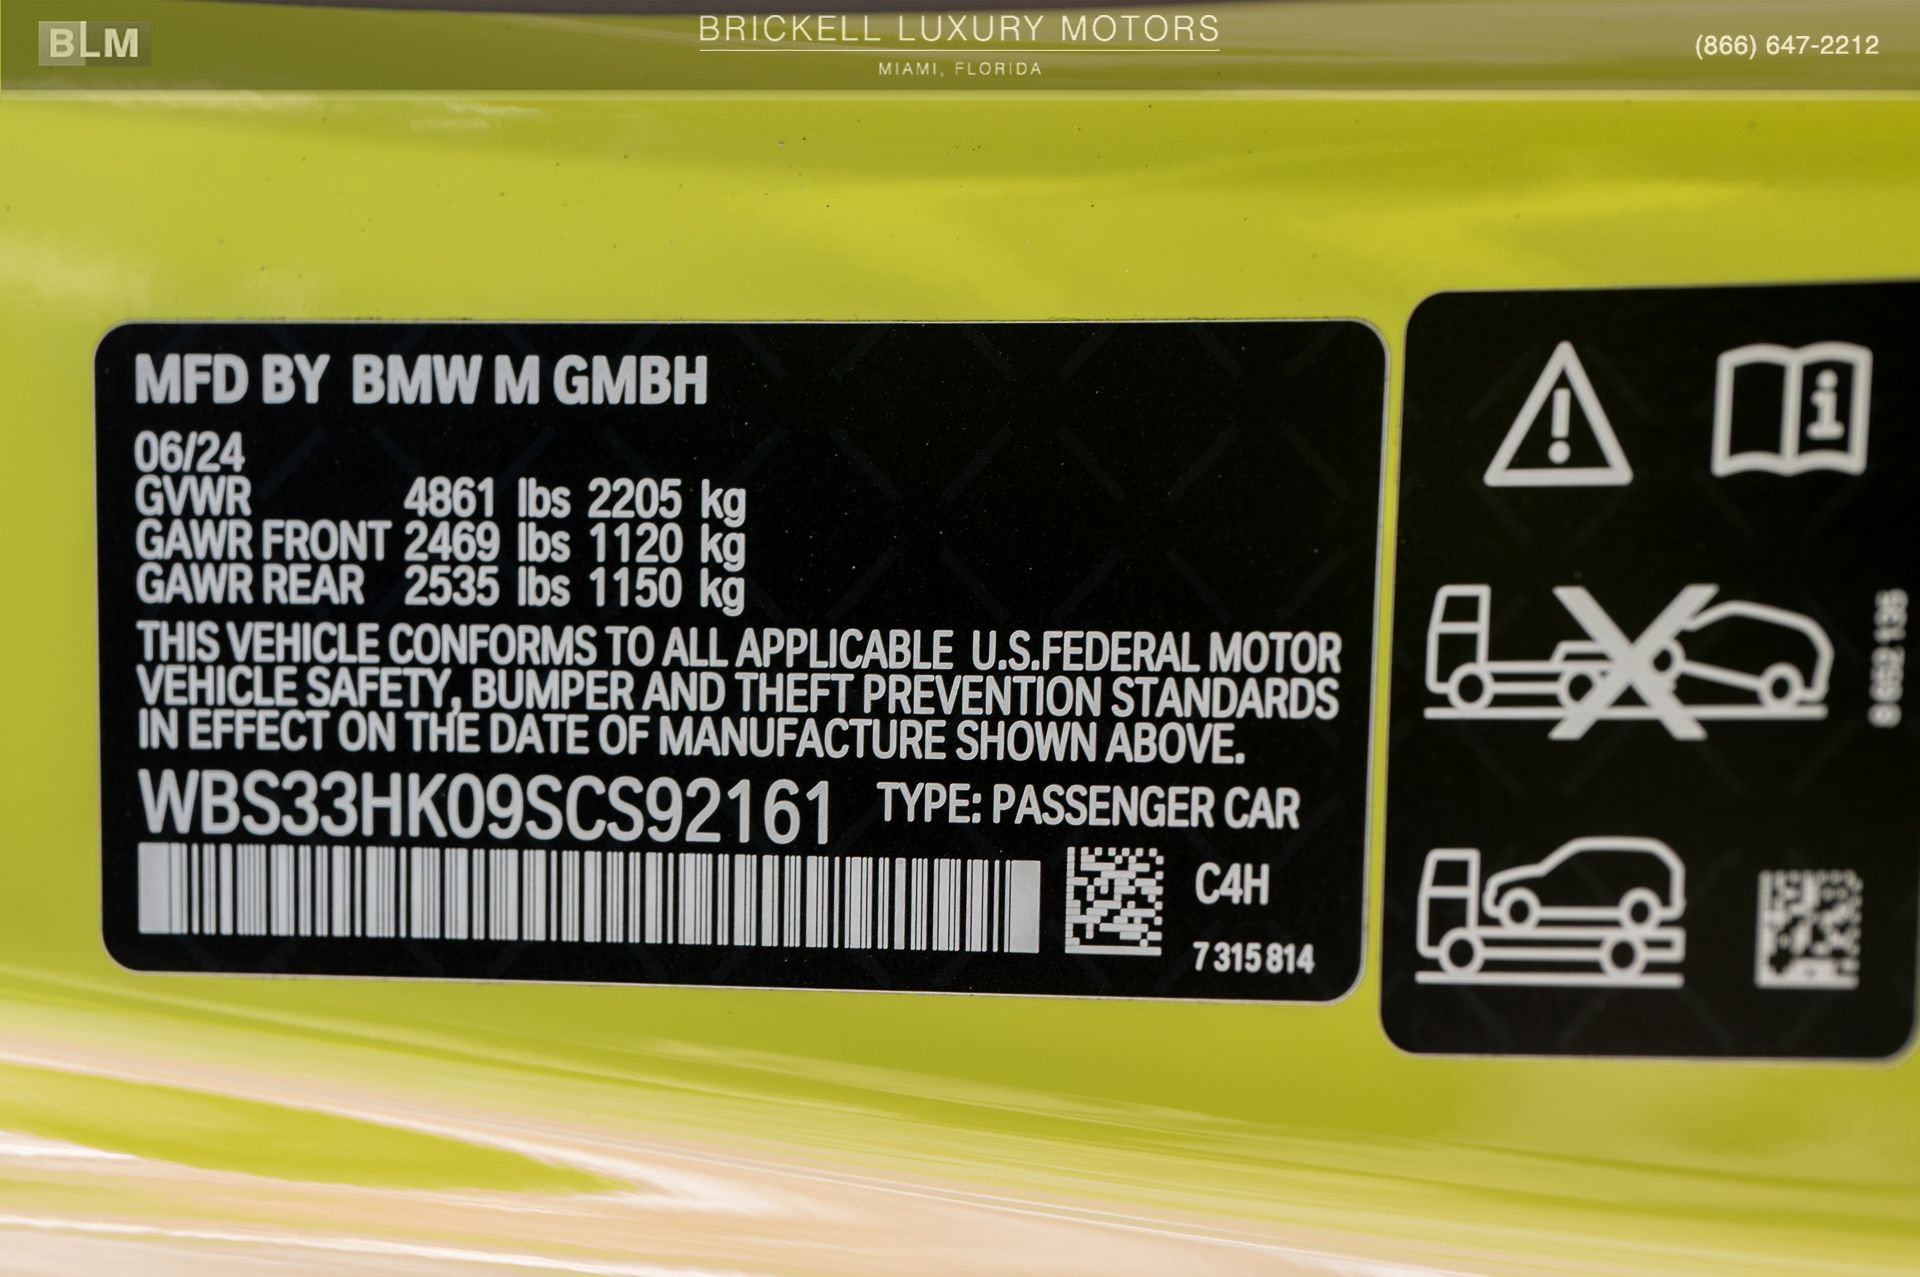 BLM
BRICKELL LUXURY MOTORS
MIAMI, FLORIDA
(866) 647-2212
MFD BY BMW M GMBH
06/24
GVWR 4861 lbs 2205 kg
GAWR FRONT 2469 lbs 1120 kg
GAWR REAR 2535 lbs 1150 kg
THIS VEHICLE CONFORMS TO ALL APPLICABLE U.S.FEDERAL MOTOR
VEHICLE SAFETY, BUMPER AND THEFT PREVENTION STANDARDS
IN EFFECT ON THE DATE OF MANUFACTURE SHOWN ABOVE.
WBS33HK09SCS92161 TYPE: PASSENGER CAR
C4H
7 315 814